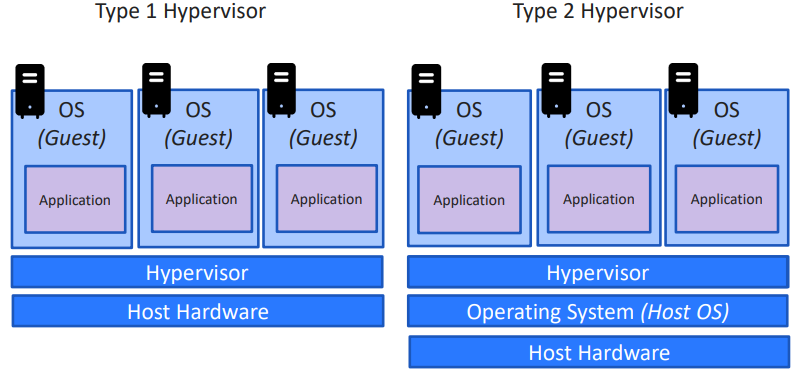 Type 1 Hypervisor
OS
(Guest)
Application
OS
(Guest)
Application
OS
(Guest)
Application
Hypervisor
Host Hardware
Type 2 Hypervisor
OS
(Guest)
Application
OS
(Guest)
Application
OS
(Guest)
Application
Hypervisor
Operating System (Host OS)
Host Hardware